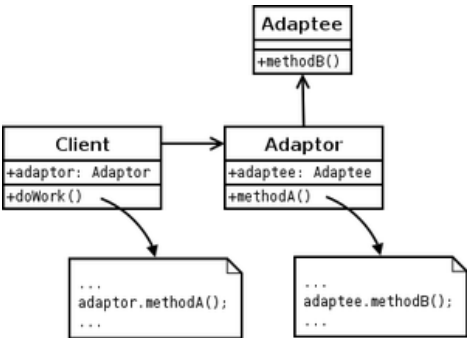 Adaptee
+methodB()
Client
+adaptor: Adaptor
+doWork()
Adaptor
+adaptee: Adaptee
+methodA()
...
adaptor.methodA();
...
...
adaptee.methodB();
...